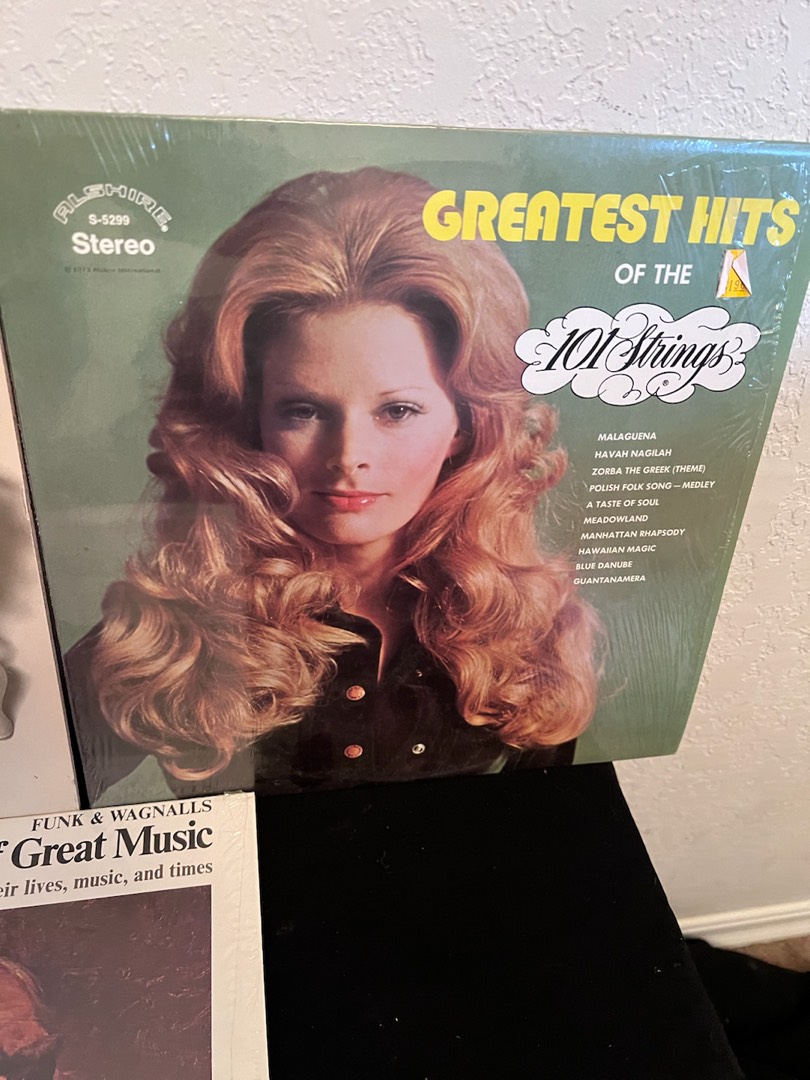 ALSHIRE®
S-5299
Stereo
GREATEST HITS
OF THE
101 Strings
®
MALAGUENA
HAVAH NAGILAH
ZORBA THE GREEK (THEME)
POLISH FOLK SONG — MEDLEY
A TASTE OF SOUL
MEADOWLAND
MANHATTAN RHAPSODY
HAWAIIAN MAGIC
BLUE DANUBE
GUANTANAMERA
FUNK & WAGNALLS
Great Music
lives, music, and times